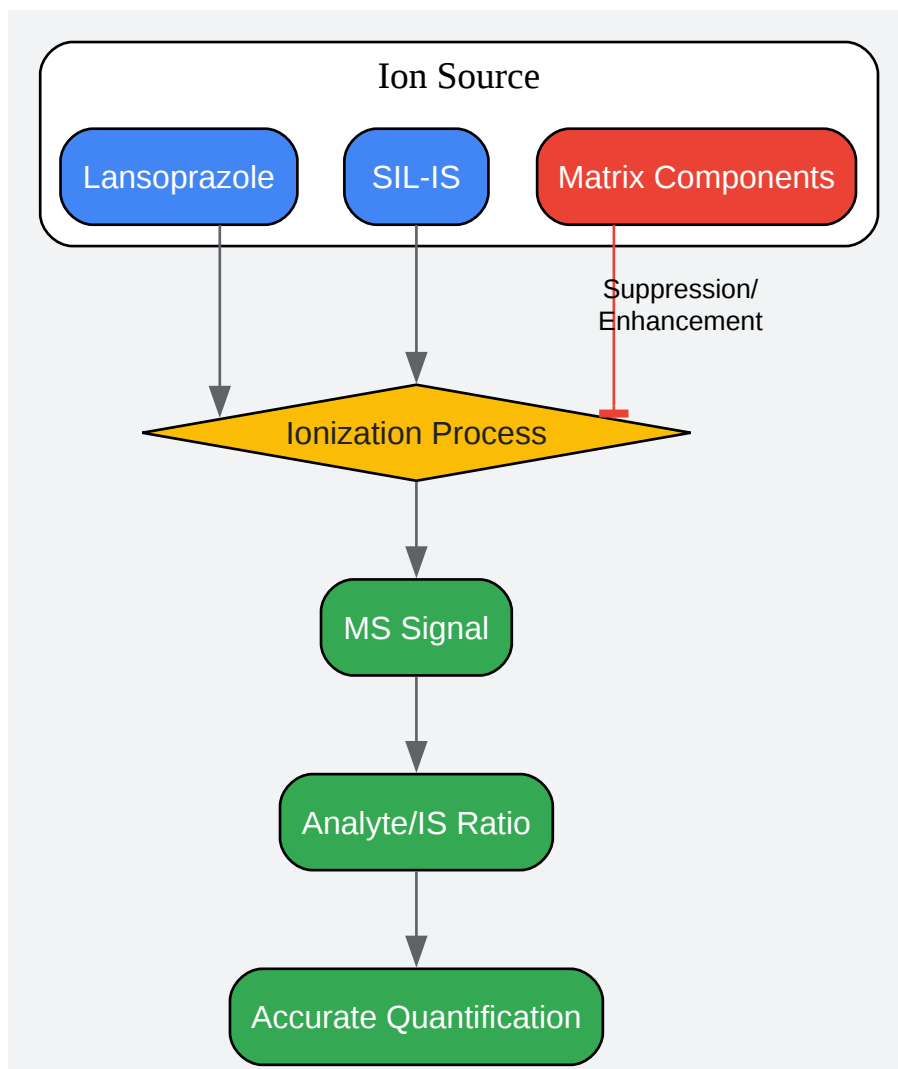 Ion Source
Lansoprazole
SIL-IS
Matrix Components
Suppression/
Enhancement
Ionization Process
MS Signal
Analyte/IS Ratio
Accurate Quantification